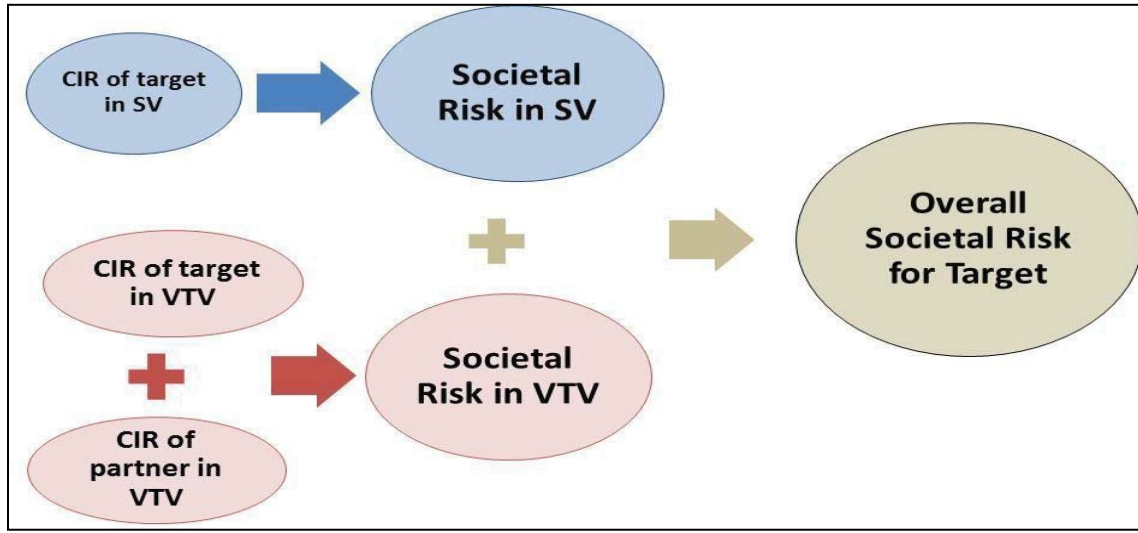 CIR of target
in SV
Societal
Risk in SV
CIR of target
in VTV
CIR of
partner in
VTV
Societal
Risk in VTV
Overall
Societal Risk
for Target